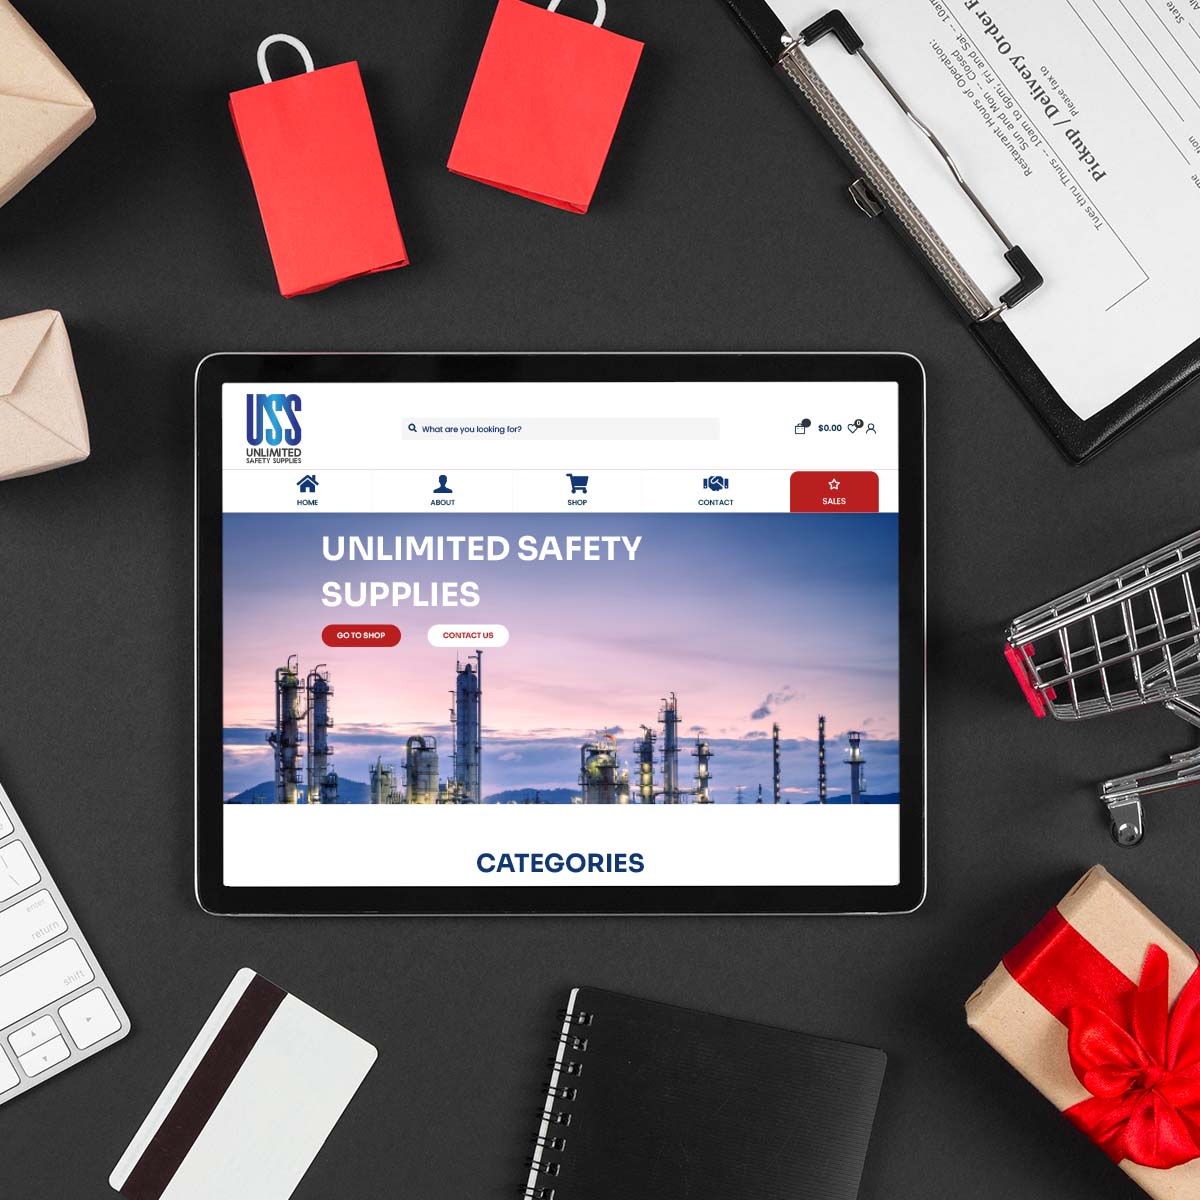 Pickup / Delivery Order F
Please fax to
Restaurant Hours of Operation:
Sun and Mon -- Closed
Tues thru Thurs -- 10am to 6pm; Fri and Sat -- 10am
State
USS
UNLIMITED
SAFETY SUPPLIES
What are you looking for?
$0.00
0
HOME
ABOUT
SHOP
CONTACT
SALES
UNLIMITED SAFETY
SUPPLIES
GO TO SHOP
CONTACT US
CATEGORIES
enter
return
shift